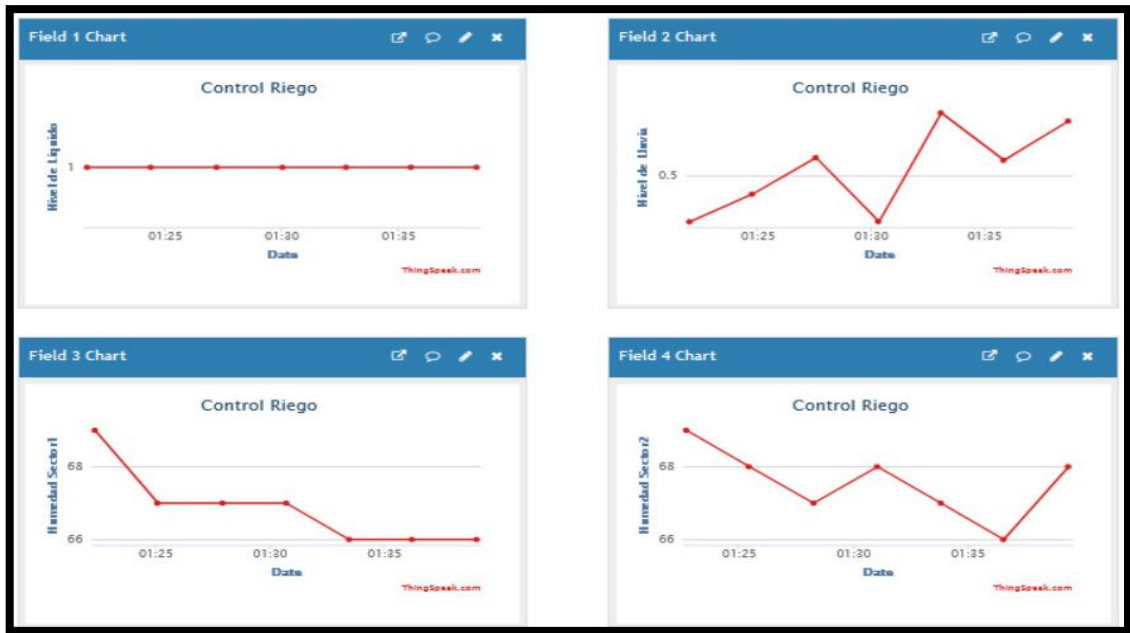 Field 1 Chart
Control Riego
Nivel de Liquido
1
01:25 01:30 01:35
Date
ThingSpeak.com
Field 2 Chart
Control Riego
Nivel de Lluvia
0.5
01:25 01:30 01:35
Date
ThingSpeak.com
Field 3 Chart
Control Riego
Humedad Sector1
68
66
01:25 01:30 01:35
Date
ThingSpeak.com
Field 4 Chart
Control Riego
Humedad Sector2
68
66
01:25 01:30 01:35
Date
ThingSpeak.com